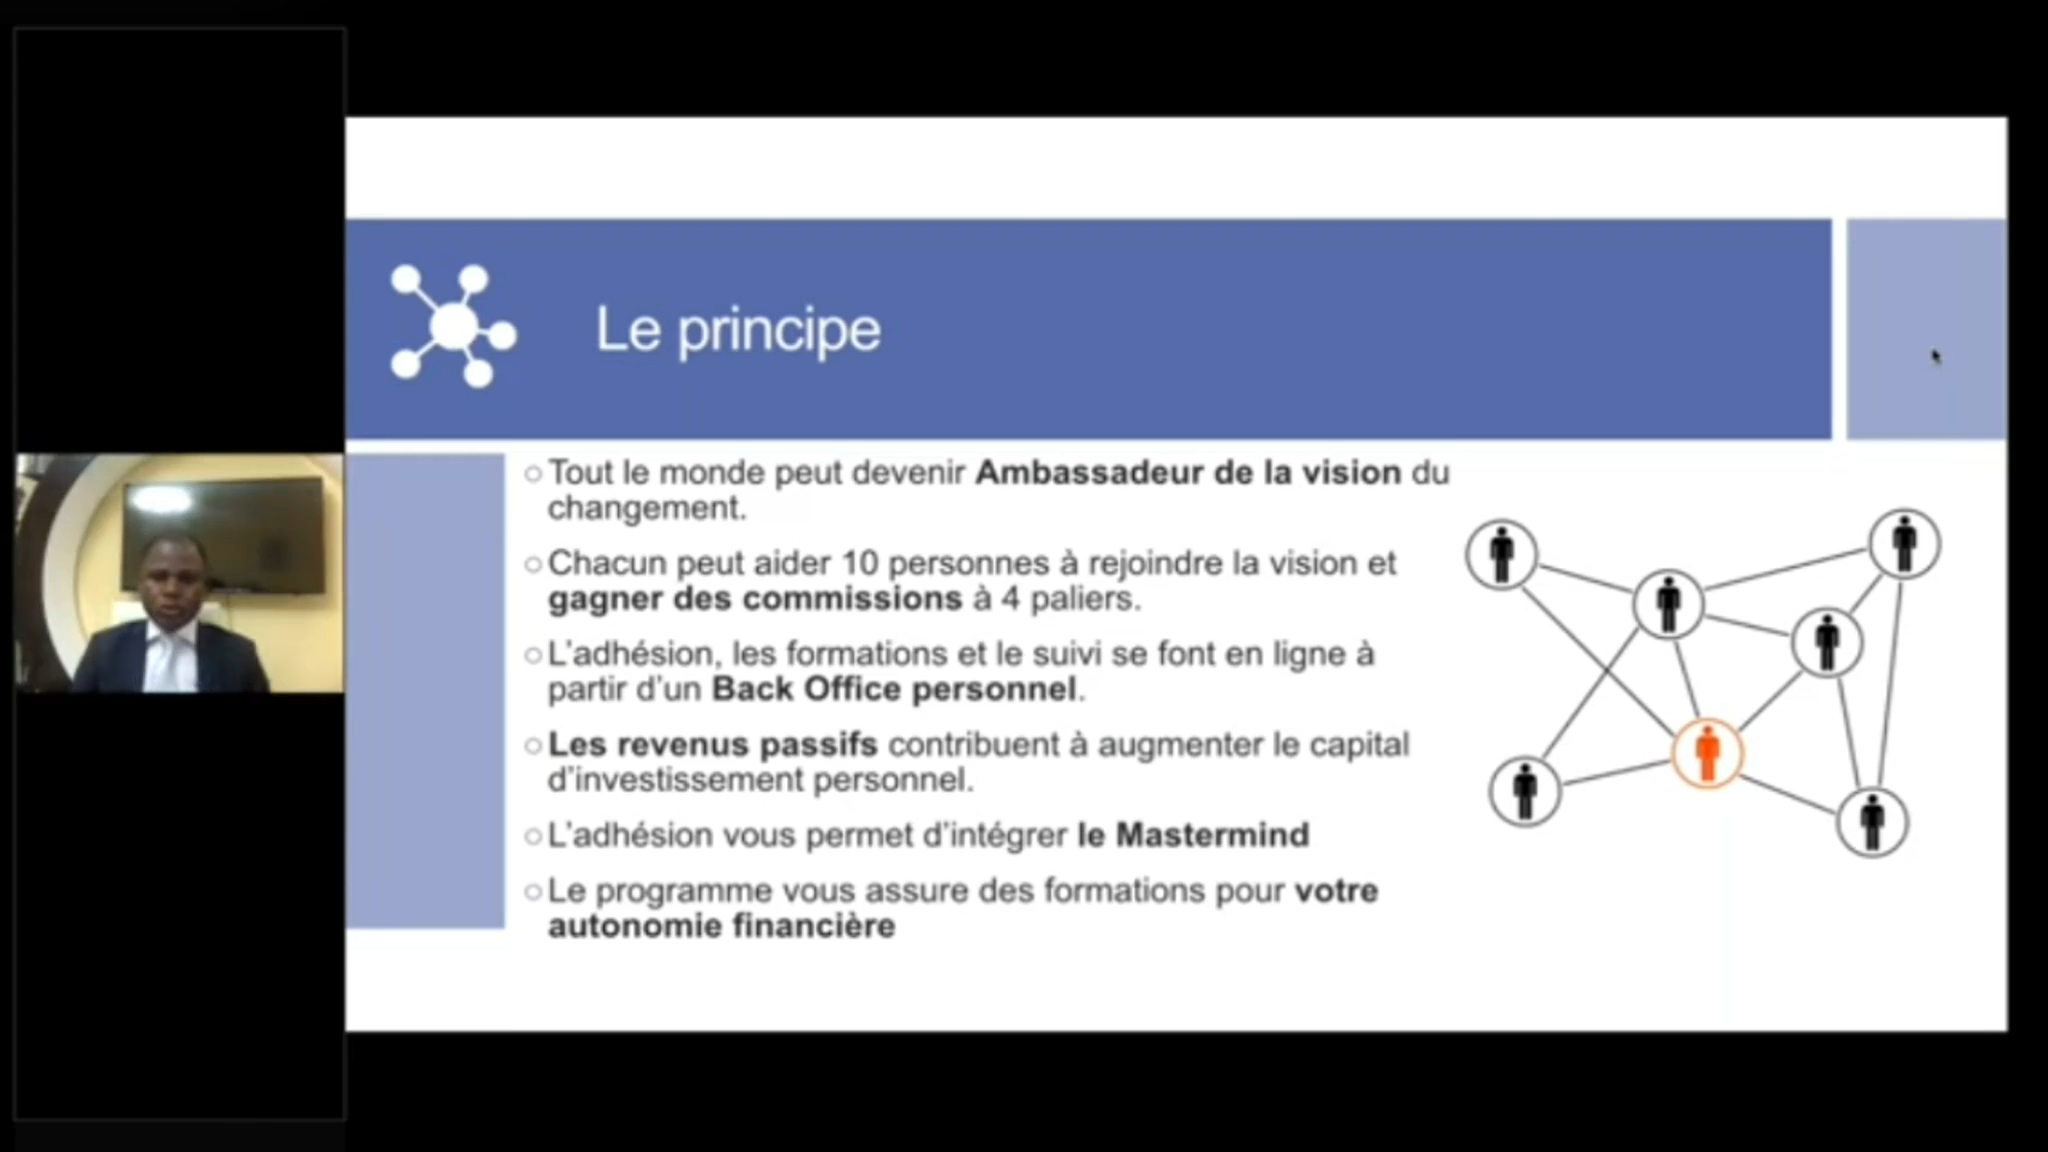 Le principe
Tout le monde peut devenir Ambassadeur de la vision du
changement.
Chacun peut aider 10 personnes à rejoindre la vision et
gagner des commissions à 4 paliers.
L'adhésion, les formations et le suivi se font en ligne à
partir d'un Back Office personnel.
Les revenus passifs contribuent à augmenter le capital
d'investissement personnel.
L'adhésion vous permet d'intégrer le Mastermind
Le programme vous assure des formations pour votre
autonomie financière